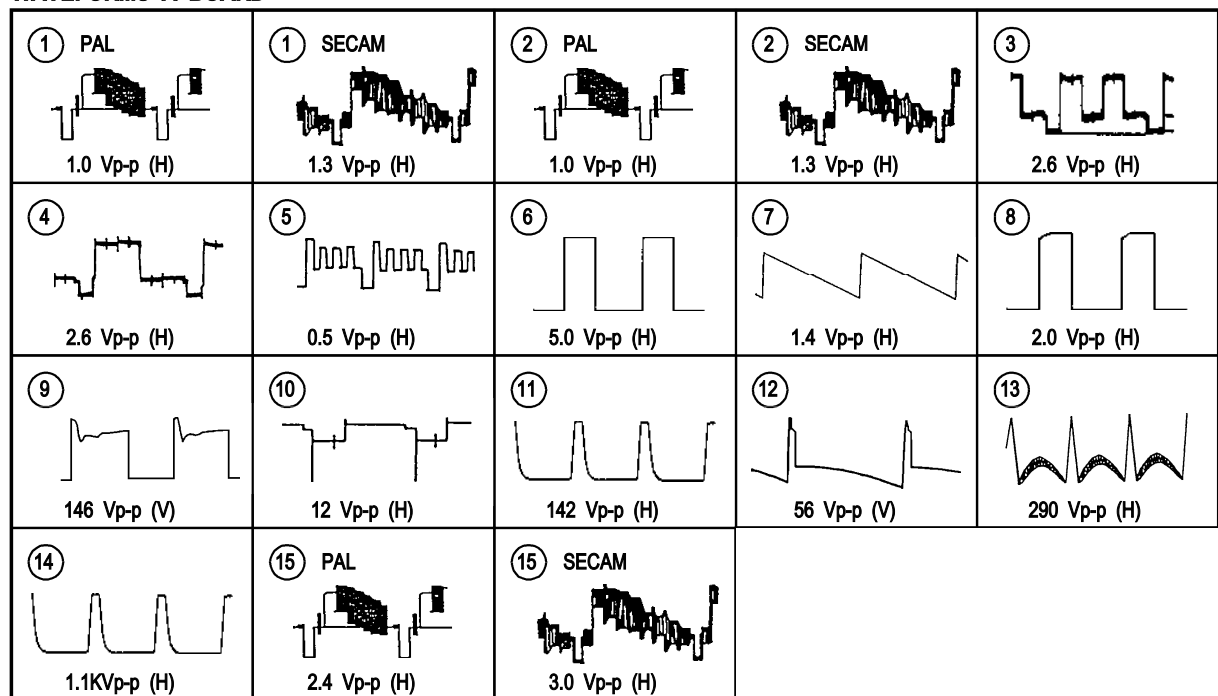 1 PAL
1.0 Vp-p (H)
1 SECAM
1.3 Vp-p (H)
2 PAL
1.0 Vp-p (H)
2 SECAM
1.3 Vp-p (H)
3
2.6 Vp-p (H)
4
2.6 Vp-p (H)
5
0.5 Vp-p (H)
6
5.0 Vp-p (H)
7
1.4 Vp-p (H)
8
2.0 Vp-p (H)
9
146 Vp-p (V)
10
12 Vp-p (H)
11
142 Vp-p (H)
12
56 Vp-p (V)
13
290 Vp-p (H)
14
1.1KVp-p (H)
15 PAL
2.4 Vp-p (H)
15 SECAM
3.0 Vp-p (H)